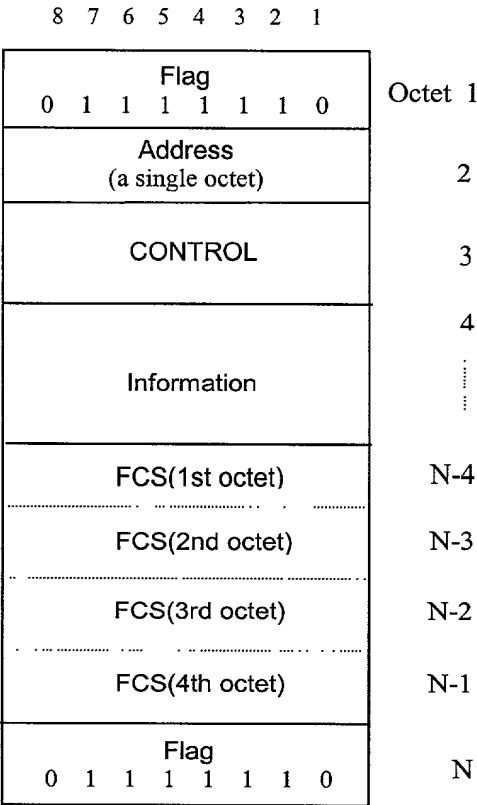 8 7 6 5 4 3 2 1
Flag
0 1 1 1 1 1 1 0 Octet 1
Address
(a single octet) 2
CONTROL 3
4
Information
FCS(1st octet) N-4
FCS(2nd octet) N-3
FCS(3rd octet) N-2
FCS(4th octet) N-1
Flag
0 1 1 1 1 1 1 0 N